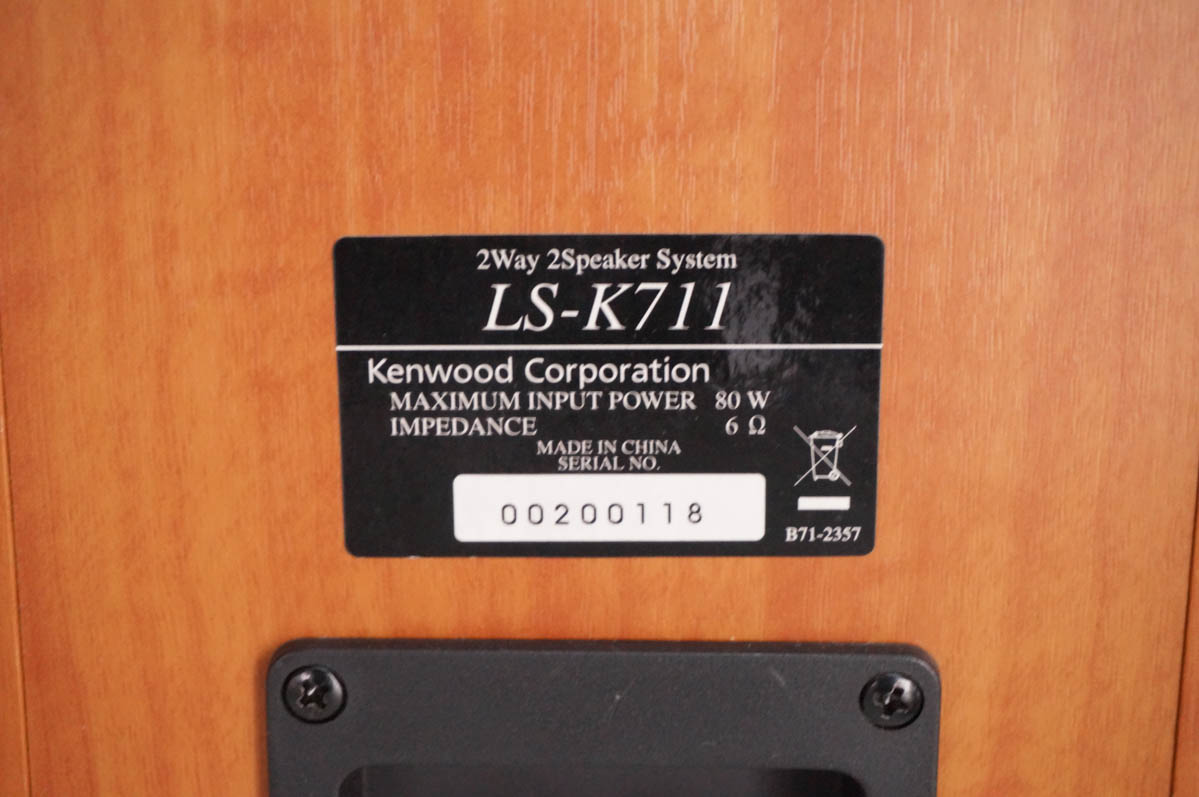 2Way 2Speaker System
LS-K711
Kenwood Corporation
MAXIMUM INPUT POWER 80 W
IMPEDANCE 6 Ω
MADE IN CHINA
SERIAL NO.
00200118
B71-2357